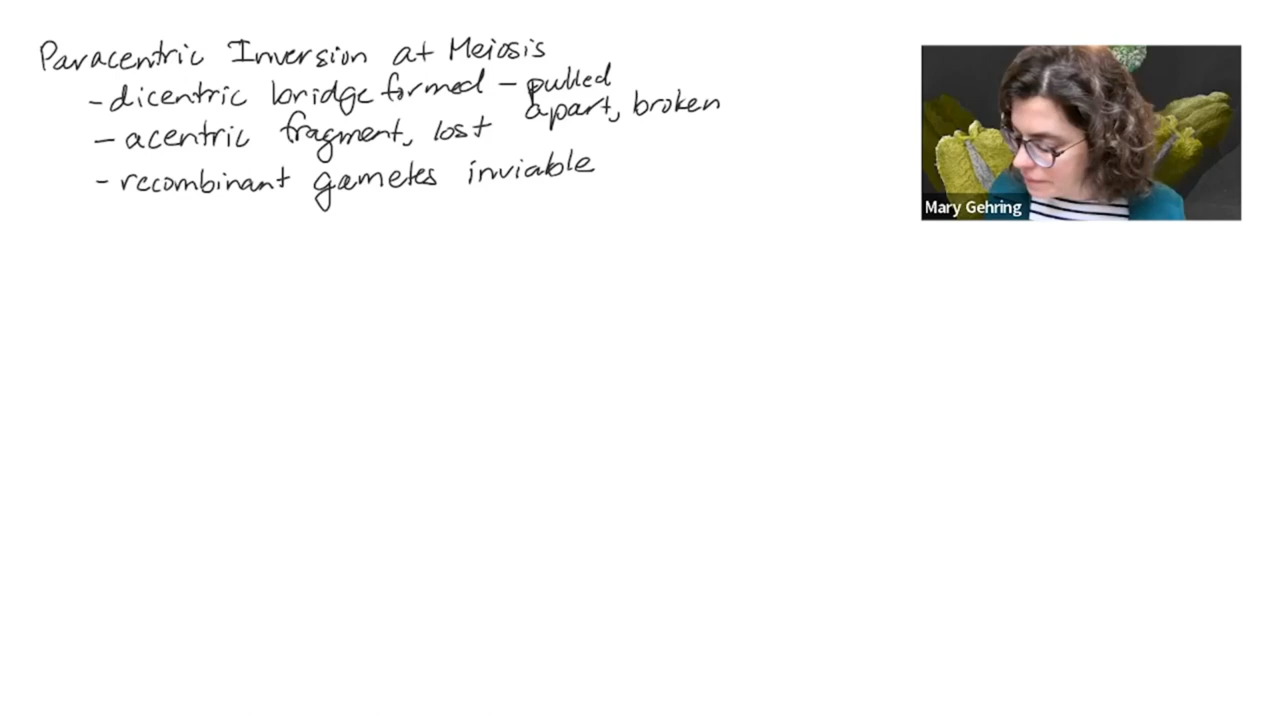 Paracentric Inversion at Meiosis
- dicentric bridge formed - pulled
apart, broken
- acentric fragment, lost
- recombinant gametes inviable
Mary Gehring